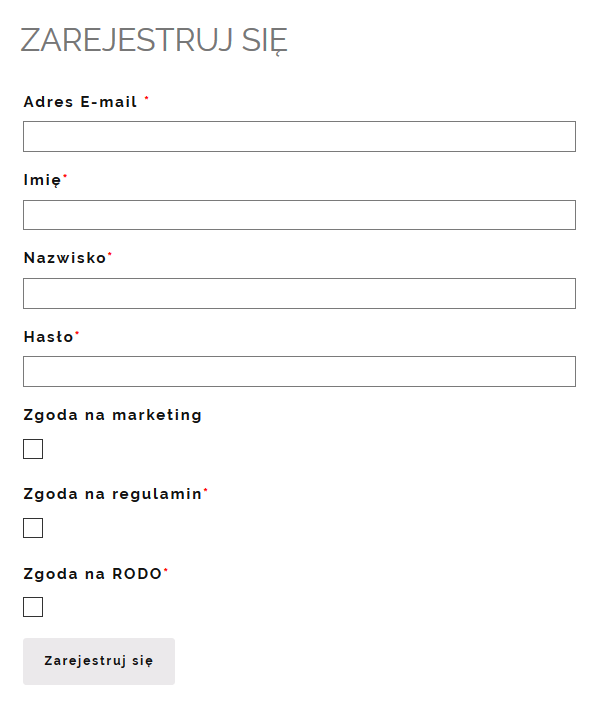 ZAREJESTRUJ SIĘ
Adres E-mail *
Imię*
Nazwisko*
Hasło*
Zgoda na marketing
Zgoda na regulamin*
Zgoda na RODO*
Zarejestruj się